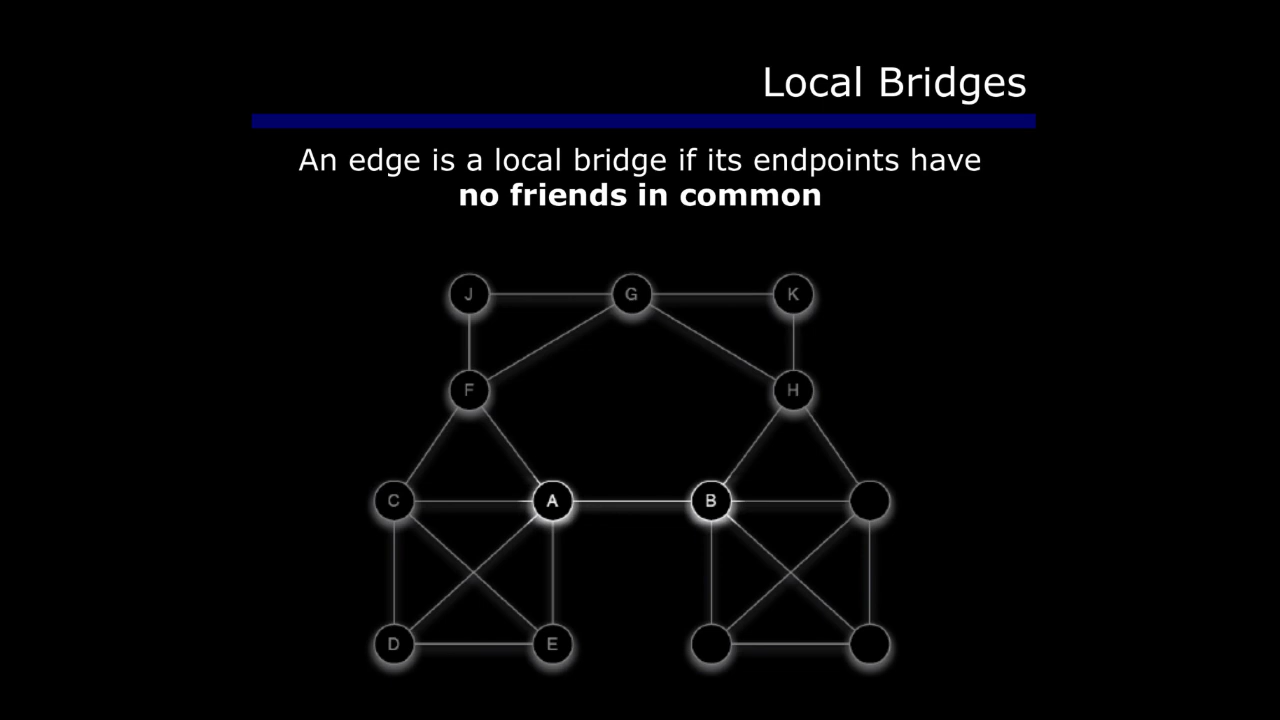 Local Bridges
An edge is a local bridge if its endpoints have
no friends in common
J G K
F H
C A B
D E